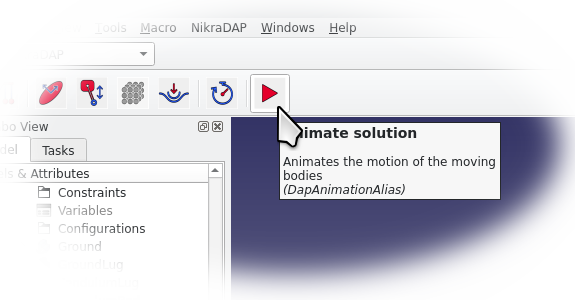 Tools Macro NikraDAP Windows Help
DAP
bo View
del Tasks
ls & Attributes
Constraints
Variables
Configurations
Ground
nimate solution
Animates the motion of the moving
bodies
(DapAnimationAlias)